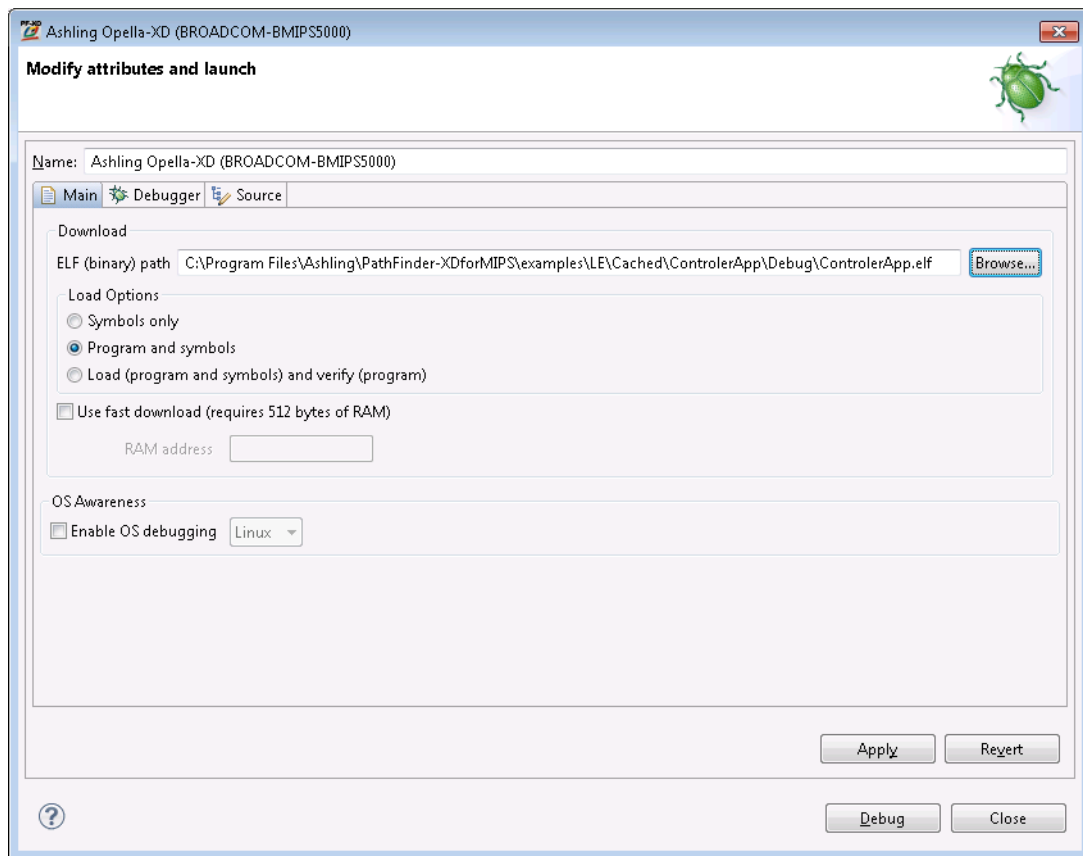 PF-XD
Ashling Opella-XD (BROADCOM-BMIPS5000)
Modify attributes and launch
Name: Ashling Opella-XD (BROADCOM-BMIPS5000)
Main Debugger Source
Download
ELF (binary) path C:\Program Files\Ashling\PathFinder-XDforMIPS\examples\LE\Cached\ControlerApp\Debug\ControlerApp.elf Browse...
Load Options
Symbols only
Program and symbols
Load (program and symbols) and verify (program)
Use fast download (requires 512 bytes of RAM)
RAM address
OS Awareness
Enable OS debugging Linux
Apply Revert
? Debug Close